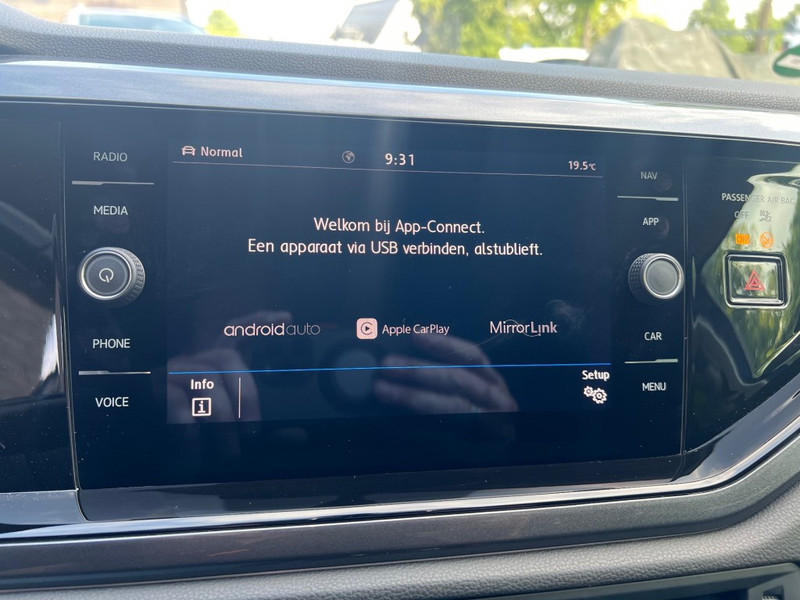 RADIO
MEDIA
PHONE
VOICE
Normal
9:31
19.5°C
Welkom bij App-Connect.
Een apparaat via USB verbinden, alstublieft.
androidauto
Apple CarPlay
MirrorLink
Info
i
Setup
NAV
APP
CAR
MENU
PASSENGER AIR BAG
OFF